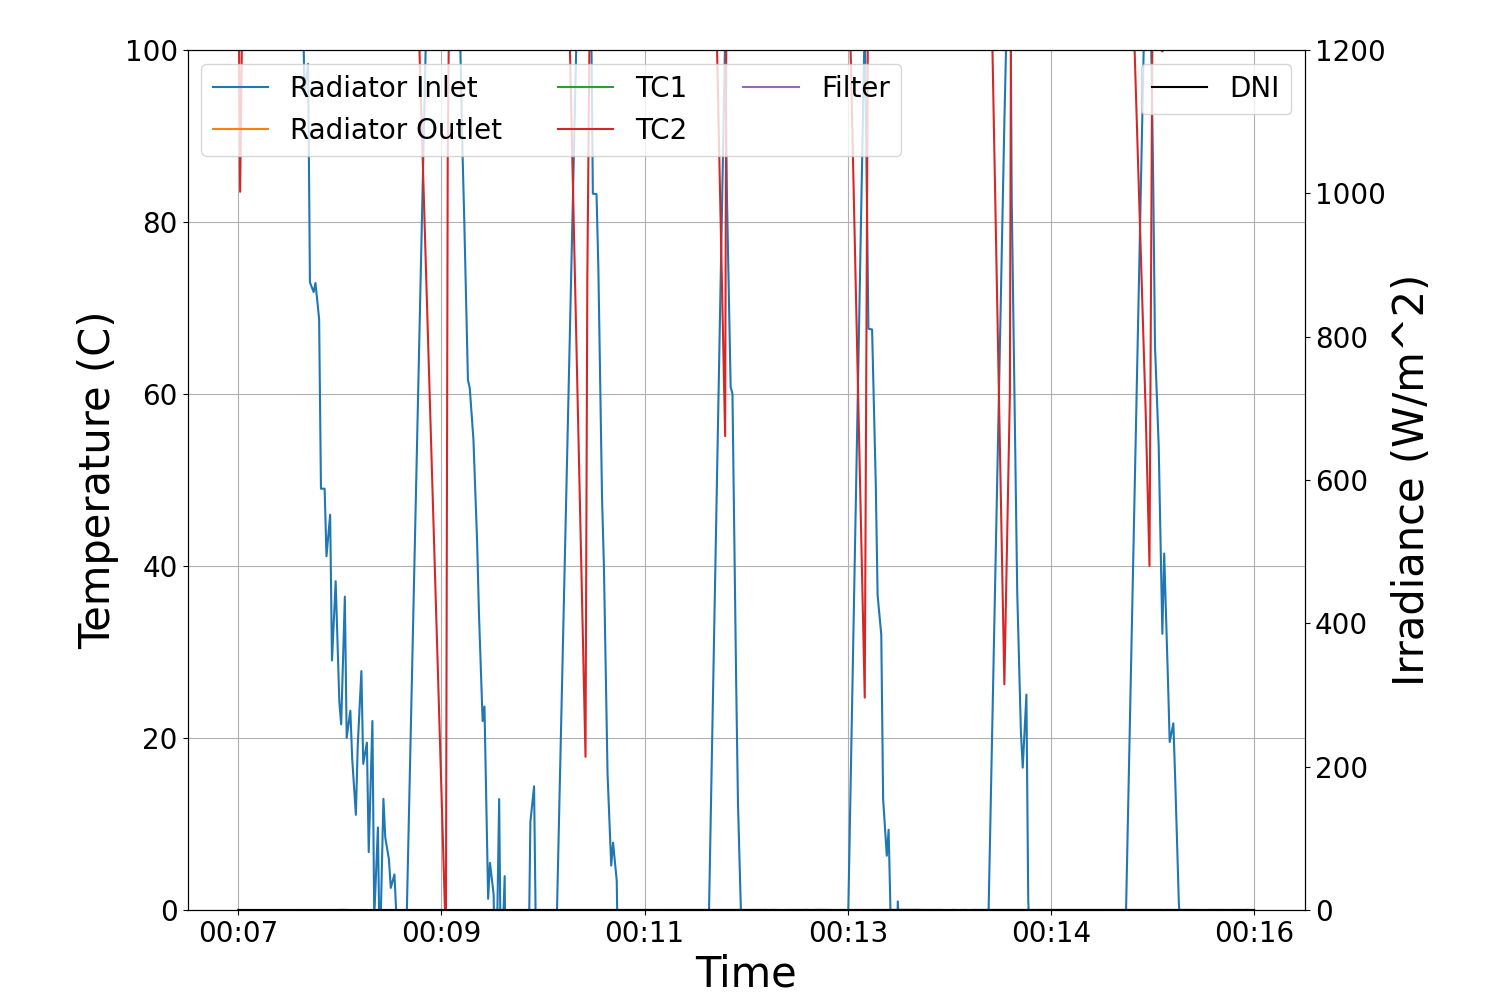 100
80
60
40
20
0
Temperature (C)
Radiator Inlet
Radiator Outlet
TC1
TC2
Filter
DNI
1200
1000
800
600
400
200
0
Irradiance (W/m^2)
00:07 00:09 00:11 00:13 00:14 00:16
Time